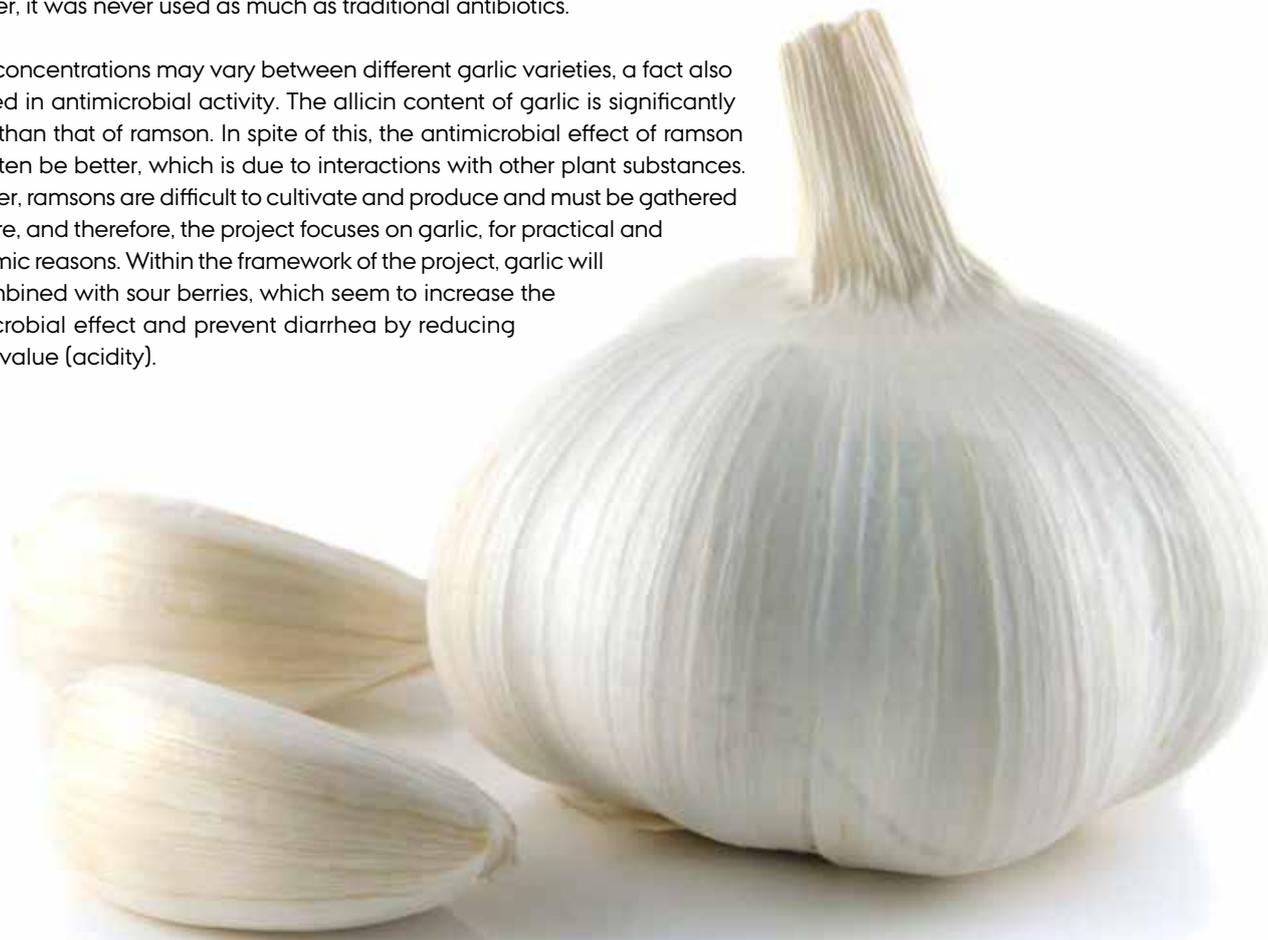 er, it was never used as much as traditional antibiotics.
concentrations may vary between different garlic varieties, a fact also
ed in antimicrobial activity. The allicin content of garlic is significantly
than that of ramson. In spite of this, the antimicrobial effect of ramson
ten be better, which is due to interactions with other plant substances.
er, ramsons are difficult to cultivate and produce and must be gathered
re, and therefore, the project focuses on garlic, for practical and
mic reasons. Within the framework of the project, garlic will
mbined with sour berries, which seem to increase the
crobial effect and prevent diarrhea by reducing
value (acidity).